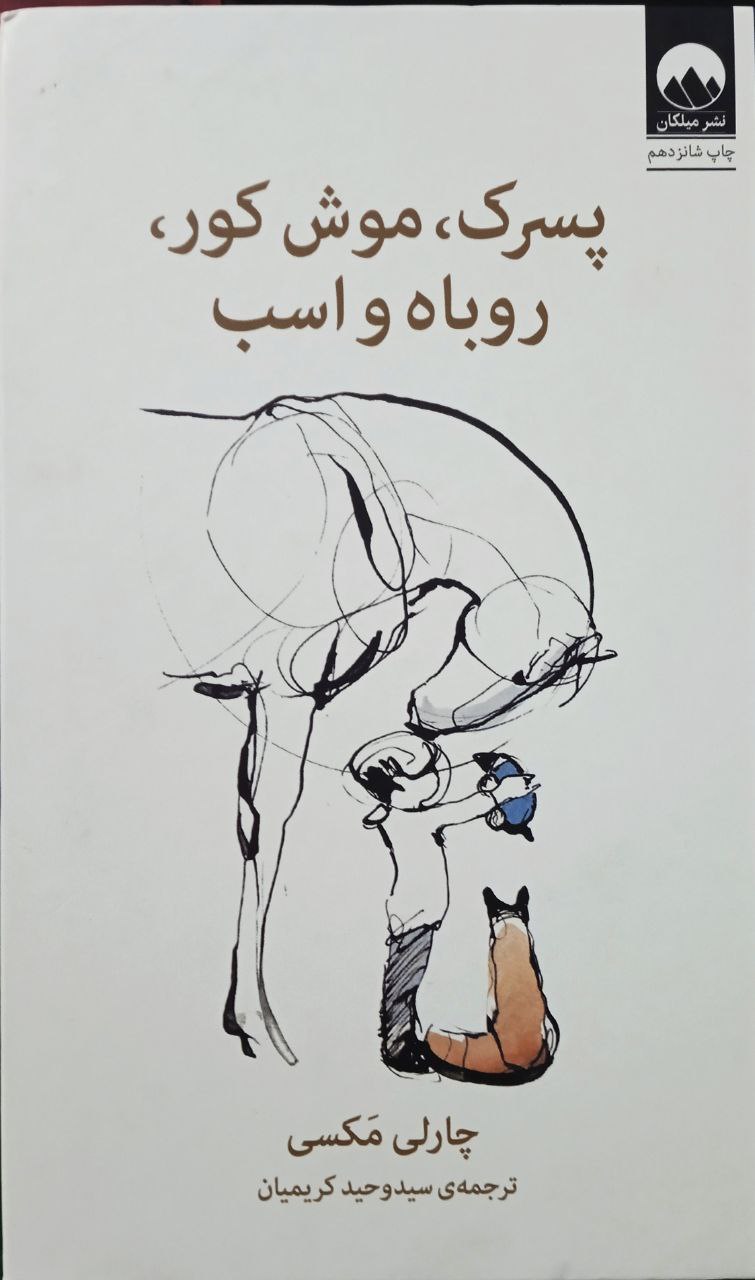 نشر میلکان
چاپ شانزدهم
پسرک، موش کور،
روباه و اسب
چارلی مَکسی
ترجمه‌ی سیدوحید کریمیان